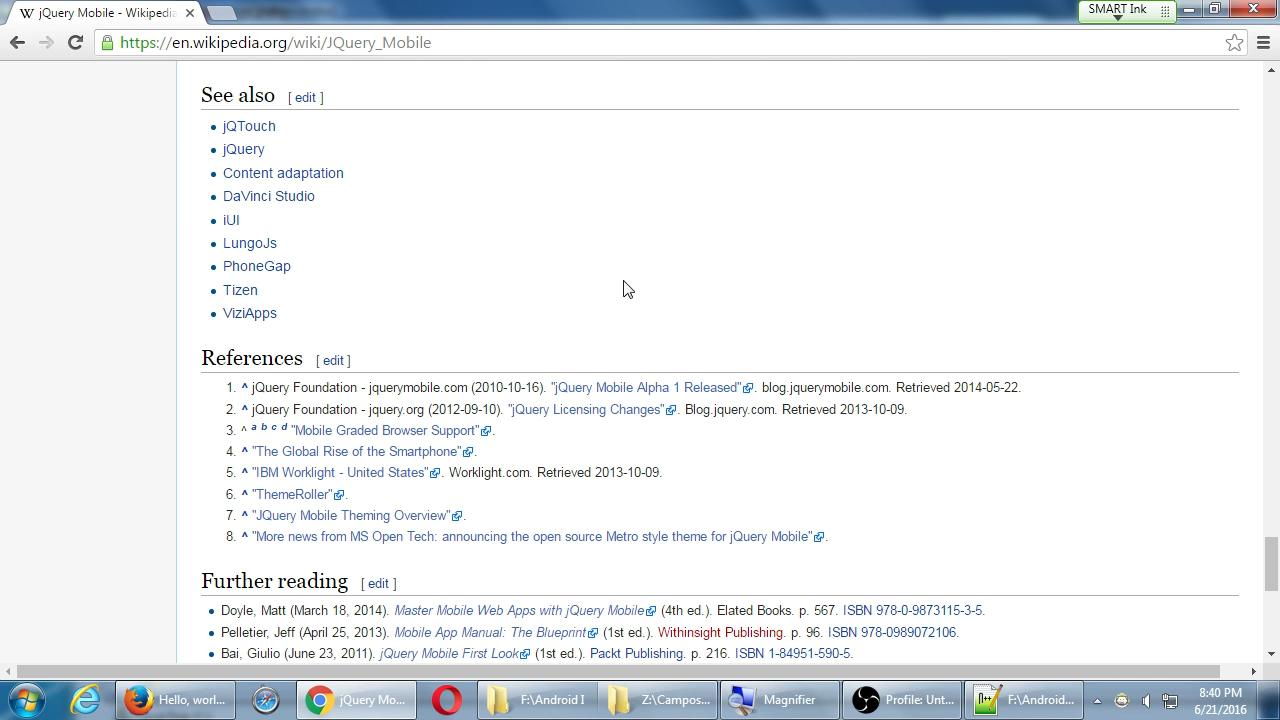 jQuery Mobile - Wikipedia
SMART Ink
https://en.wikipedia.org/wiki/JQuery_Mobile
See also [ edit ]
jQTouch
jQuery
Content adaptation
DaVinci Studio
iUI
LungoJs
PhoneGap
Tizen
ViziApps
References [ edit ]
1. ^ jQuery Foundation - jquerymobile.com (2010-10-16). "jQuery Mobile Alpha 1 Released". blog.jquerymobile.com. Retrieved 2014-05-22.
2. ^ jQuery Foundation - jquery.org (2012-09-10). "jQuery Licensing Changes". Blog.jquery.com. Retrieved 2013-10-09.
3. ^ a b c d "Mobile Graded Browser Support".
4. ^ "The Global Rise of the Smartphone".
5. ^ "IBM Worklight - United States". Worklight.com. Retrieved 2013-10-09.
6. ^ "ThemeRoller".
7. ^ "JQuery Mobile Theming Overview".
8. ^ "More news from MS Open Tech: announcing the open source Metro style theme for jQuery Mobile".
Further reading [ edit ]
Doyle, Matt (March 18, 2014). Master Mobile Web Apps with jQuery Mobile (4th ed.). Elated Books. p. 567. ISBN 978-0-9873115-3-5.
Pelletier, Jeff (April 25, 2013). Mobile App Manual: The Blueprint (1st ed.). Withinsight Publishing. p. 96. ISBN 978-0989072106.
Bai, Giulio (June 23, 2011). jQuery Mobile First Look (1st ed.). Packt Publishing. p. 216. ISBN 1-84951-590-5.
Hello, worl... jQuery Mo... F:\Android I Z:\Campos... Magnifier Profile: Unt... F:\Android... 8:40 PM
6/21/2016